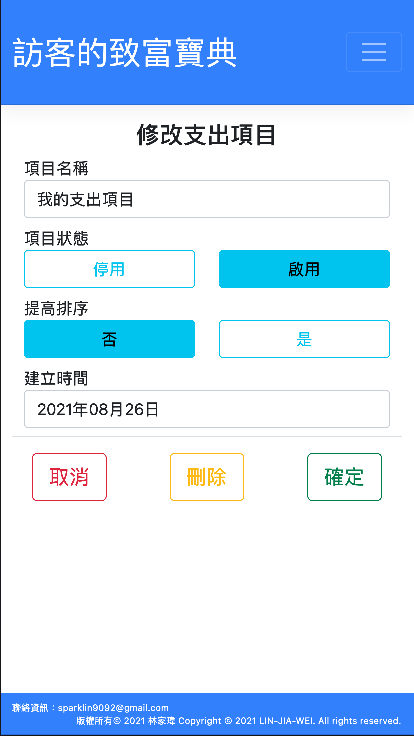 訪客的致富寶典
修改支出項目
項目名稱
我的支出項目
項目狀態
停用 啟用
提高排序
否 是
建立時間
2021年08月26日
取消 刪除 確定
聯絡資訊：sparklin9092@gmail.com
版權所有© 2021 林家瑋 Copyright © 2021 LIN-JIA-WEI. All rights reserved.